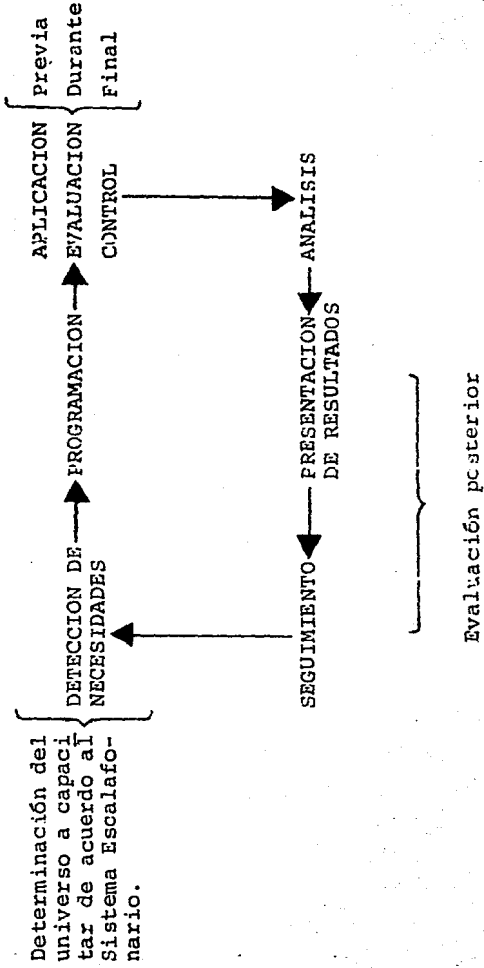 Determinación del
universo a capaci
tar de acuerdo al
Sistema Escalafo-
nario.
DETECCION DE
NECESIDADES
PROGRAMACION
APLICACION
EVALUACION
CONTROL
Previa
Durante
Final
ANALISIS
PRESENTACION
DE RESULTADOS
SEGUIMIENTO
Evaluación posterior